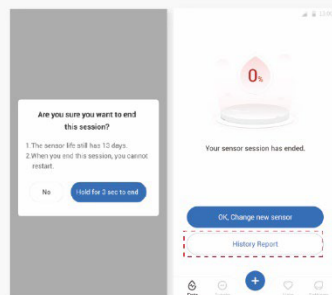 Are you sure you want to end
this session?
1.The sensor life still has 13 days.
2.When you end this session, you cannot
restart.
No
Hold for 3 sec to end
0%
Your sensor session has ended.
OK, Change new sensor
History Report